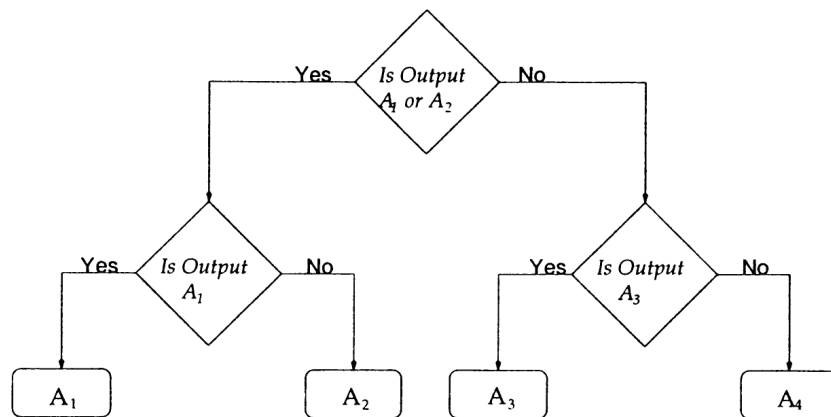 Yes
Is Output
A₁ or A₂
No
Yes
Is Output
A₁
No
Yes
Is Output
A₃
No
A₁
A₂
A₃
A₄